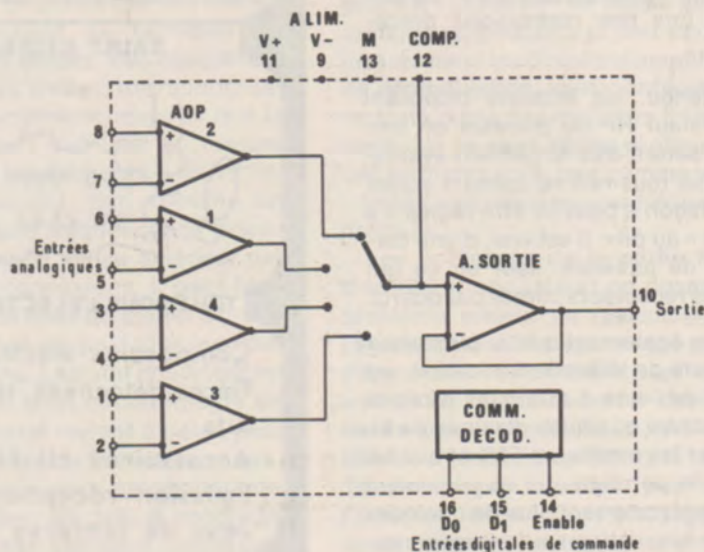 ALIM.
V+ V- M COMP.
11 9 13 12
AOP
8 + 2
7 -
6 + 1
Entrées
analogiques
5 -
3 + 4
4 -
1 + 3
2 -
A. SORTIE
+
-
10
Sortie
COMM.
DECOD.
16 15 14
D0 D1 Enable
Entrées digitales de commande